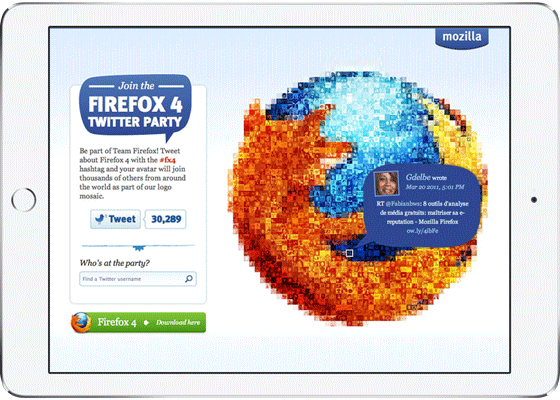 mozilla
Join the
FIREFOX 4
TWITTER PARTY
Be part of Team Firefox! Tweet
about Firefox 4 with the #fx4
hashtag and your avatar will join
thousands of others from around
the world as part of our logo
mosaic.
Tweet
30,289
Who's at the party?
Find a Twitter username
Firefox 4
Download here
Gdelbe wrote
Mar 20 2011, 5:01 PM
RT @Fabianlws: 8 outils d'analyse
de média gratuits: maîtriser sa e-
reputation - Mozilla Firefox
ow.ly/4ibFe